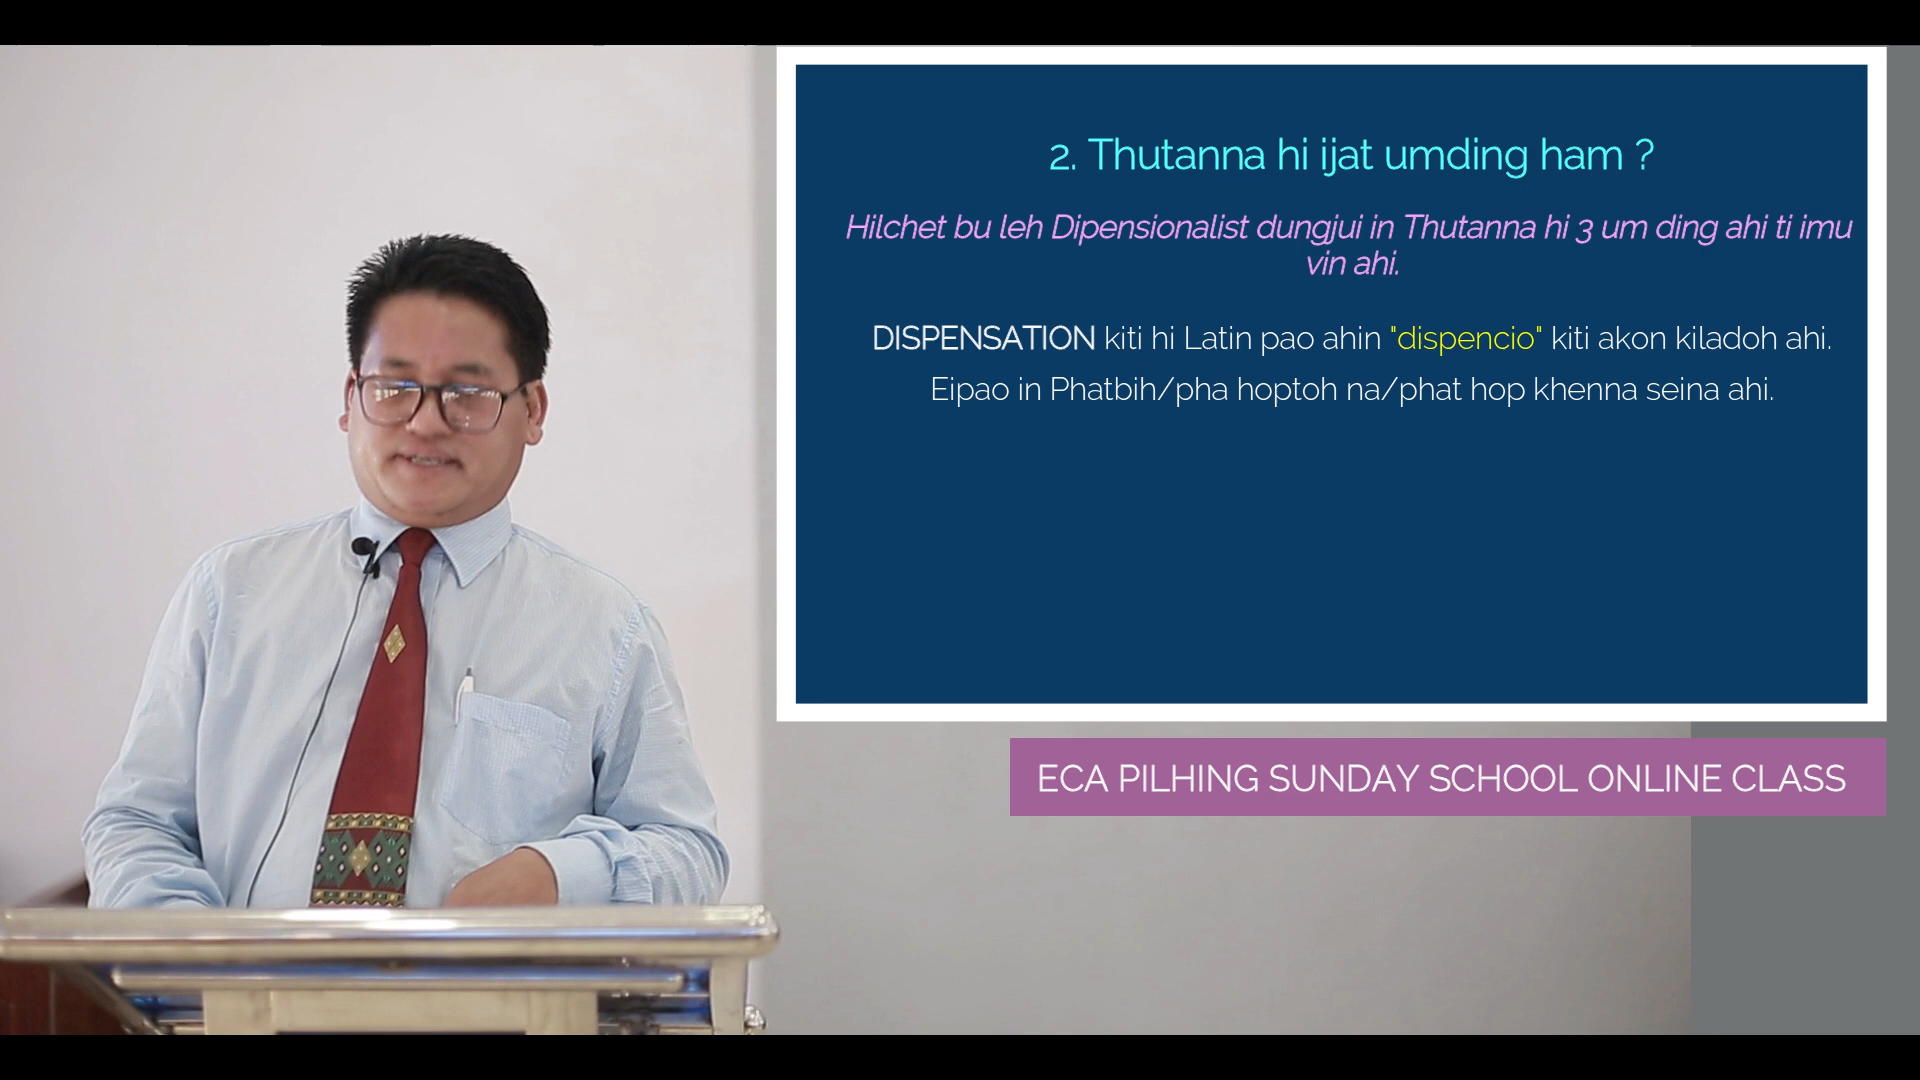 2. Thutanna hi ijat umding ham ?
Hilchet bu leh Dipensionalist dungjui in Thutanna hi 3 um ding ahi ti imu
vin ahi.
DISPENSATION kiti hi Latin pao ahin "dispencio" kiti akon kiladoh ahi.
Eipao in Phatbih/pha hoptoh na/phat hop khenna seina ahi.
ECA PILHING SUNDAY SCHOOL ONLINE CLASS